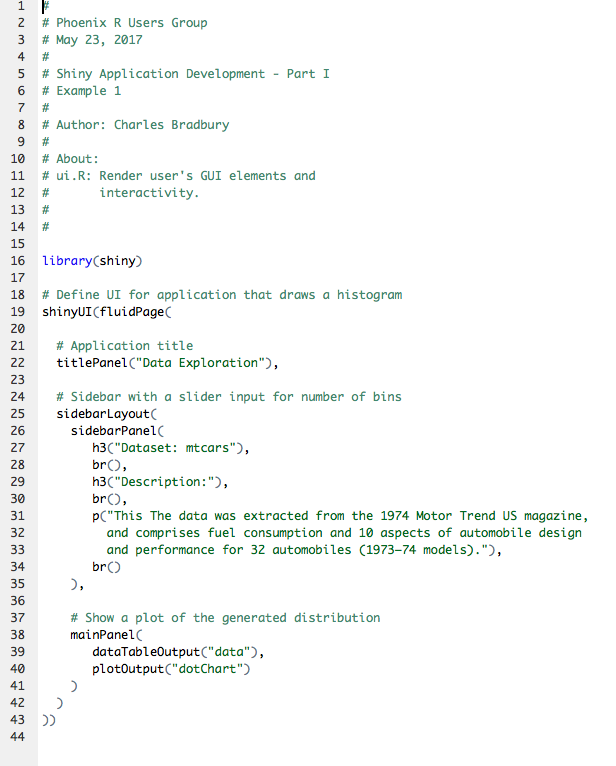 1 #
2 # Phoenix R Users Group
3 # May 23, 2017
4 #
5 # Shiny Application Development - Part I
6 # Example 1
7 #
8 # Author: Charles Bradbury
9 #
10 # About:
11 # ui.R: Render user's GUI elements and
12 #       interactivity.
13 #
14 #
15
16 library(shiny)
17
18 # Define UI for application that draws a histogram
19 shinyUI(fluidPage(
20
21   # Application title
22   titlePanel("Data Exploration"),
23
24   # Sidebar with a slider input for number of bins
25   sidebarLayout(
26     sidebarPanel(
27        h3("Dataset: mtcars"),
28        br(),
29        h3("Description:"),
30        br(),
31        p("This The data was extracted from the 1974 Motor Trend US magazine,
32          and comprises fuel consumption and 10 aspects of automobile design
33          and performance for 32 automobiles (1973–74 models)."),
34        br()
35     ),
36
37     # Show a plot of the generated distribution
38     mainPanel(
39        dataTableOutput("data"),
40        plotOutput("dotChart")
41     )
42   )
43 ))
44